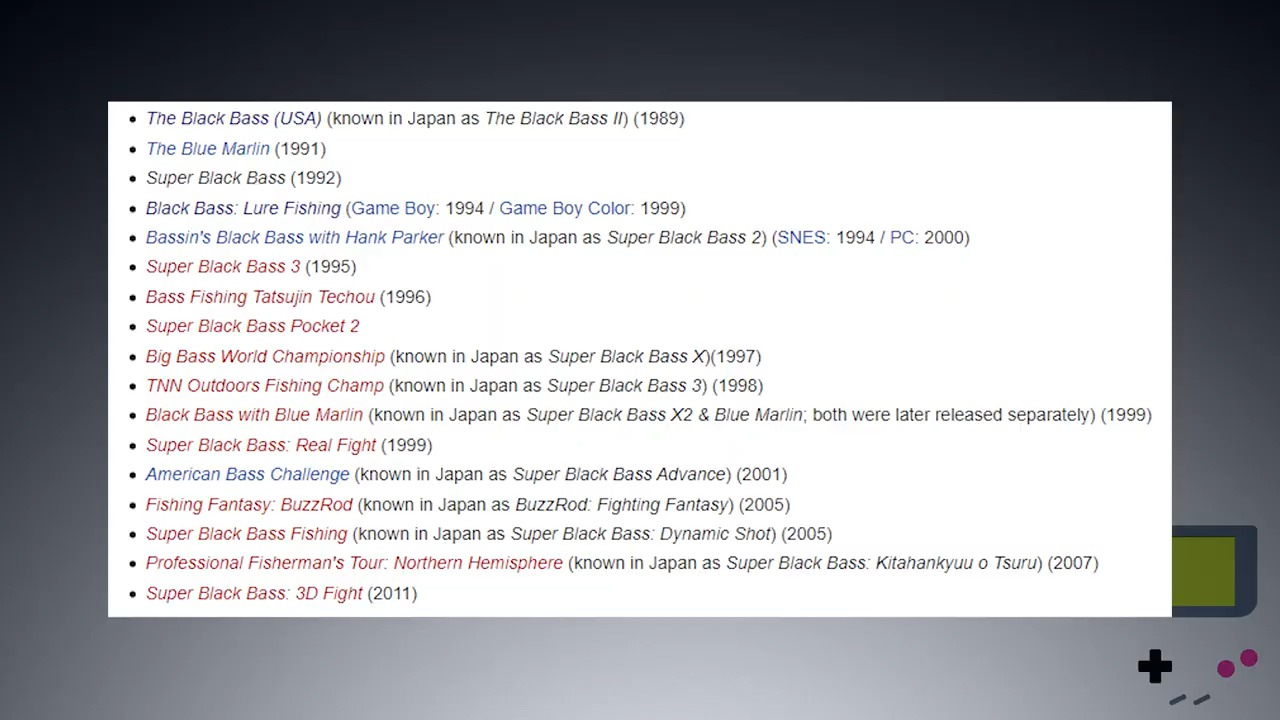 The Black Bass (USA) (known in Japan as The Black Bass II) (1989)
The Blue Marlin (1991)
Super Black Bass (1992)
Black Bass: Lure Fishing (Game Boy: 1994 / Game Boy Color: 1999)
Bassin's Black Bass with Hank Parker (known in Japan as Super Black Bass 2) (SNES: 1994 / PC: 2000)
Super Black Bass 3 (1995)
Bass Fishing Tatsujin Techou (1996)
Super Black Bass Pocket 2
Big Bass World Championship (known in Japan as Super Black Bass X)(1997)
TNN Outdoors Fishing Champ (known in Japan as Super Black Bass 3) (1998)
Black Bass with Blue Marlin (known in Japan as Super Black Bass X2 & Blue Marlin; both were later released separately) (1999)
Super Black Bass: Real Fight (1999)
American Bass Challenge (known in Japan as Super Black Bass Advance) (2001)
Fishing Fantasy: BuzzRod (known in Japan as BuzzRod: Fighting Fantasy) (2005)
Super Black Bass Fishing (known in Japan as Super Black Bass: Dynamic Shot) (2005)
Professional Fisherman's Tour: Northern Hemisphere (known in Japan as Super Black Bass: Kitahankyuu o Tsuru) (2007)
Super Black Bass: 3D Fight (2011)